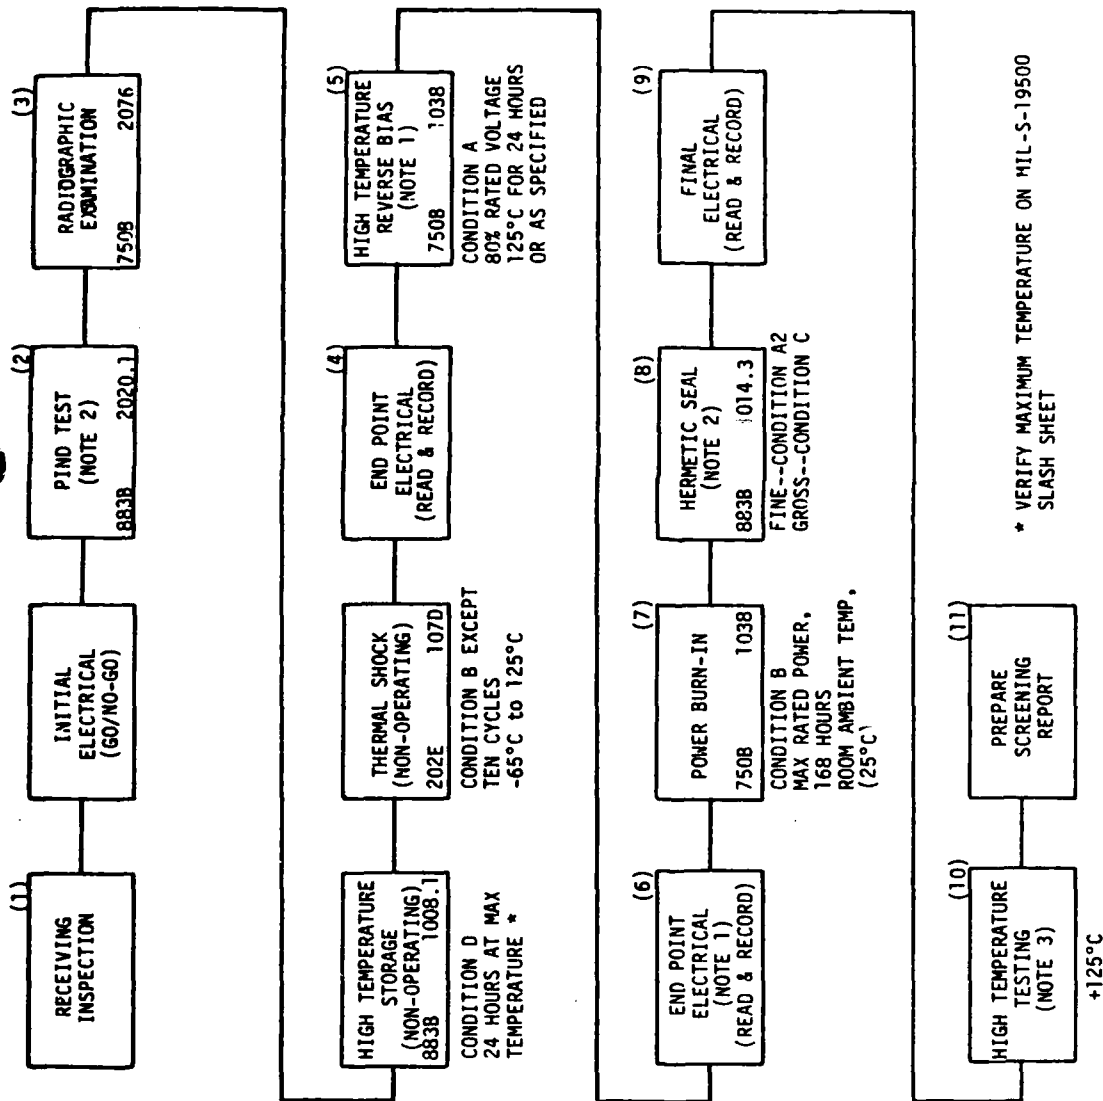 (1)
RECEIVING
INSPECTION
INITIAL
ELECTRICAL
(GO/NO-GO)
(2)
PIND TEST
(NOTE 2)
883B 2020.1
(3)
RADIOGRAPHIC
EXAMINATION
750B 2076
HIGH TEMPERATURE
STORAGE
(NON-OPERATING)
883B 1008.1
CONDITION D
24 HOURS AT MAX
TEMPERATURE *
THERMAL SHOCK
(NON-OPERATING)
202E 107D
CONDITION B EXCEPT
TEN CYCLES
-65°C to 125°C
(4)
END POINT
ELECTRICAL
(READ & RECORD)
(5)
HIGH TEMPERATURE
REVERSE BIAS
(NOTE 1)
750B 1038
CONDITION A
80% RATED VOLTAGE
125°C FOR 24 HOURS
OR AS SPECIFIED
(6)
END POINT
ELECTRICAL
(NOTE 1)
(READ & RECORD)
(7)
POWER BURN-IN
750B 1038
CONDITION B
MAX RATED POWER,
168 HOURS
ROOM AMBIENT TEMP,
(25°C)
(8)
HERMETIC SEAL
(NOTE 2)
883B 1014.3
FINE--CONDITION A2
GROSS--CONDITION C
(9)
FINAL
ELECTRICAL
(READ & RECORD)
(10)
HIGH TEMPERATURE
TESTING
(NOTE 3)
+125°C
(11)
PREPARE
SCREENING
REPORT
* VERIFY MAXIMUM TEMPERATURE ON MIL-S-19500
SLASH SHEET